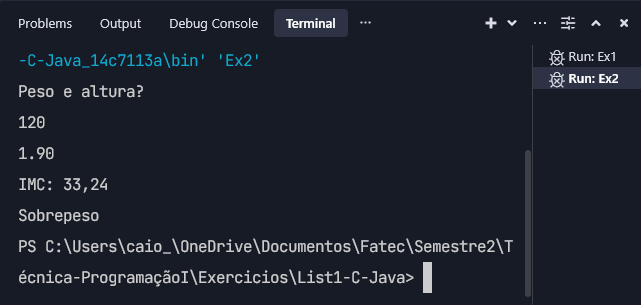 Problems Output Debug Console Terminal
-C-Java_14c7113a\bin' 'Ex2'
Peso e altura?
120
1.90
IMC: 33,24
Sobrepeso
PS C:\Users\caio_\OneDrive\Documentos\Fatec\Semestre2\T
écnica-ProgramaçãoI\Exercicios\List1-C-Java>
Run: Ex1
Run: Ex2